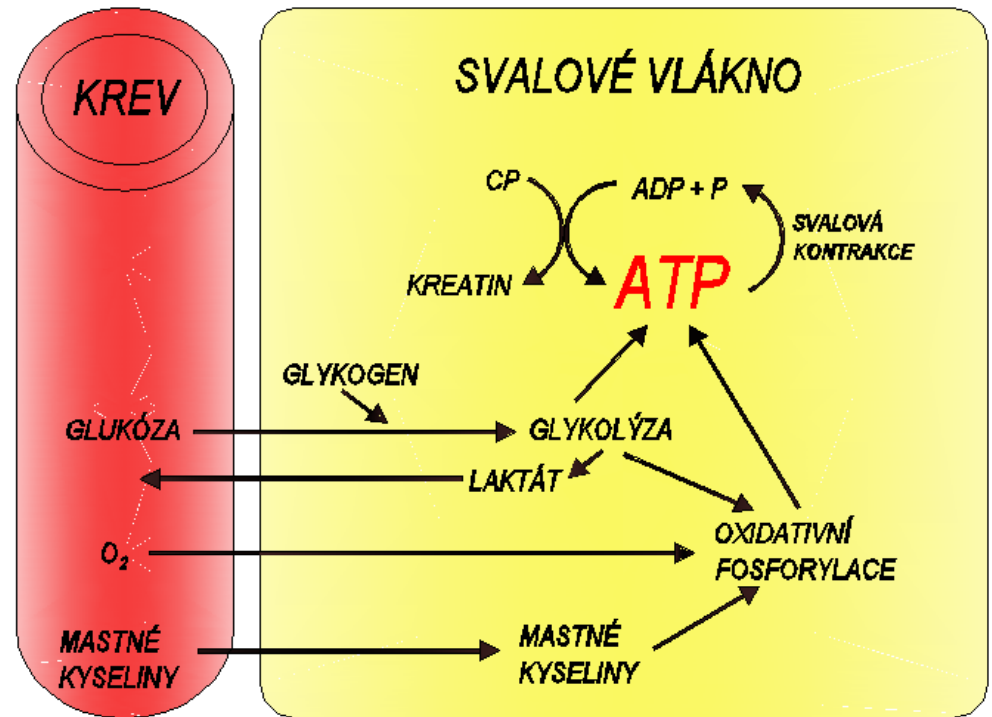 KREV
SVALOVÉ VLÁKNO
CP
ADP + P
SVALOVÁ
KONTRAKCE
KREATIN
ATP
GLYKOGEN
GLUKÓZA
GLYKOLÝZA
LAKTÁT
O₂
OXIDATIVNÍ
FOSFORYLACE
MASTNÉ
KYSELINY
MASTNÉ
KYSELINY